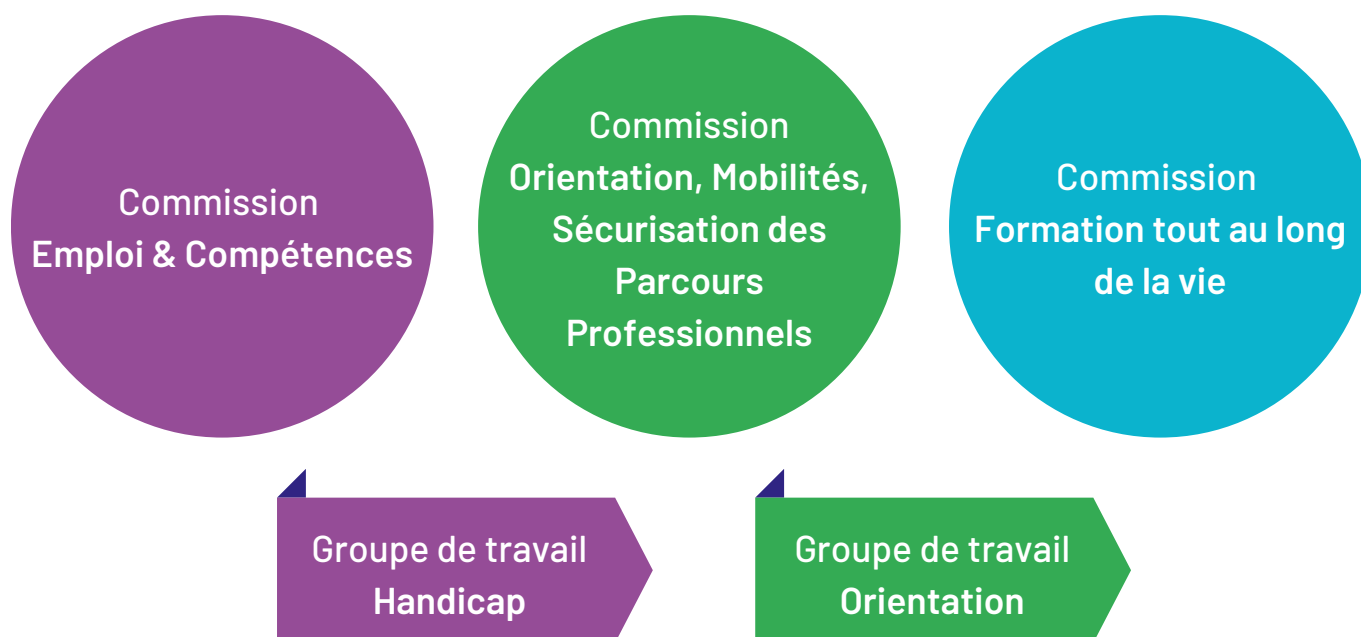 Commission
Emploi & Compétences
Commission
Orientation, Mobilités,
Sécurisation des
Parcours
Professionnels
Commission
Formation tout au long
de la vie
Groupe de travail
Handicap
Groupe de travail
Orientation